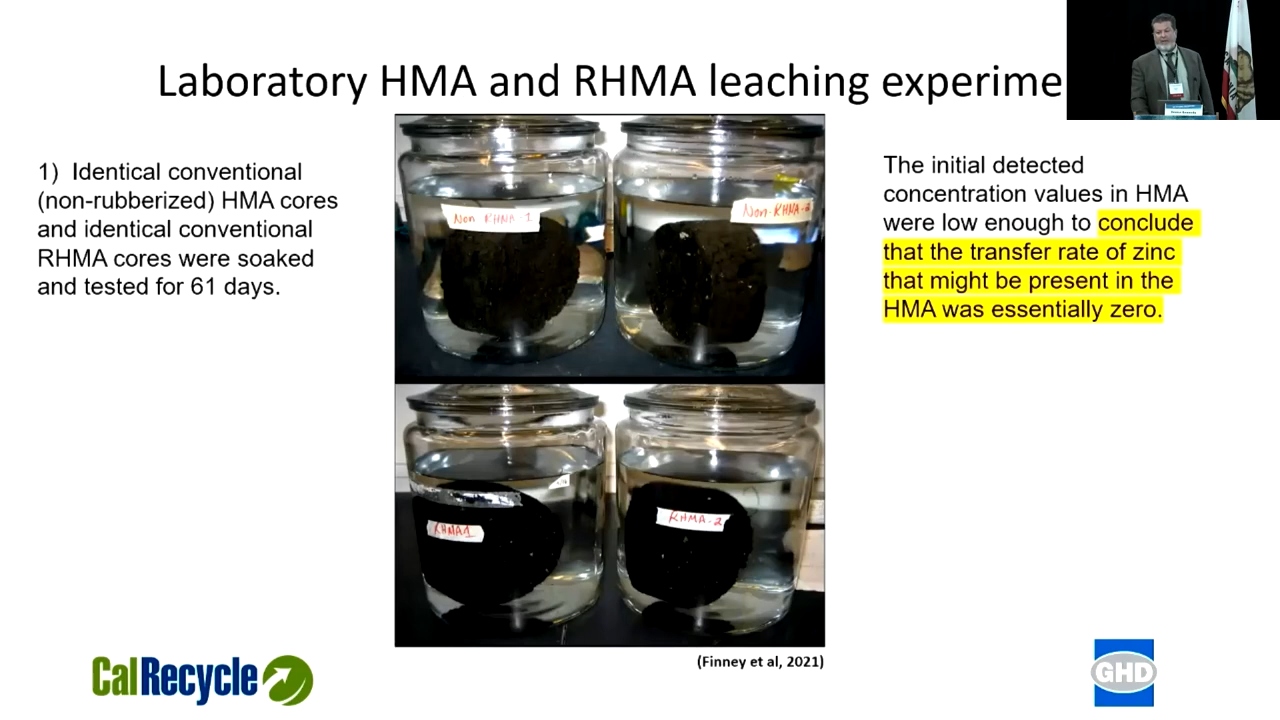 Laboratory HMA and RHMA leaching experime
1) Identical conventional
(non-rubberized) HMA cores
and identical conventional
RHMA cores were soaked
and tested for 61 days.
Non RHMA-1
Non-RHMA-2
RHMA1
RHMA-2
The initial detected
concentration values in HMA
were low enough to conclude
that the transfer rate of zinc
that might be present in the
HMA was essentially zero.
(Finney et al, 2021)
CalRecycle
GHD